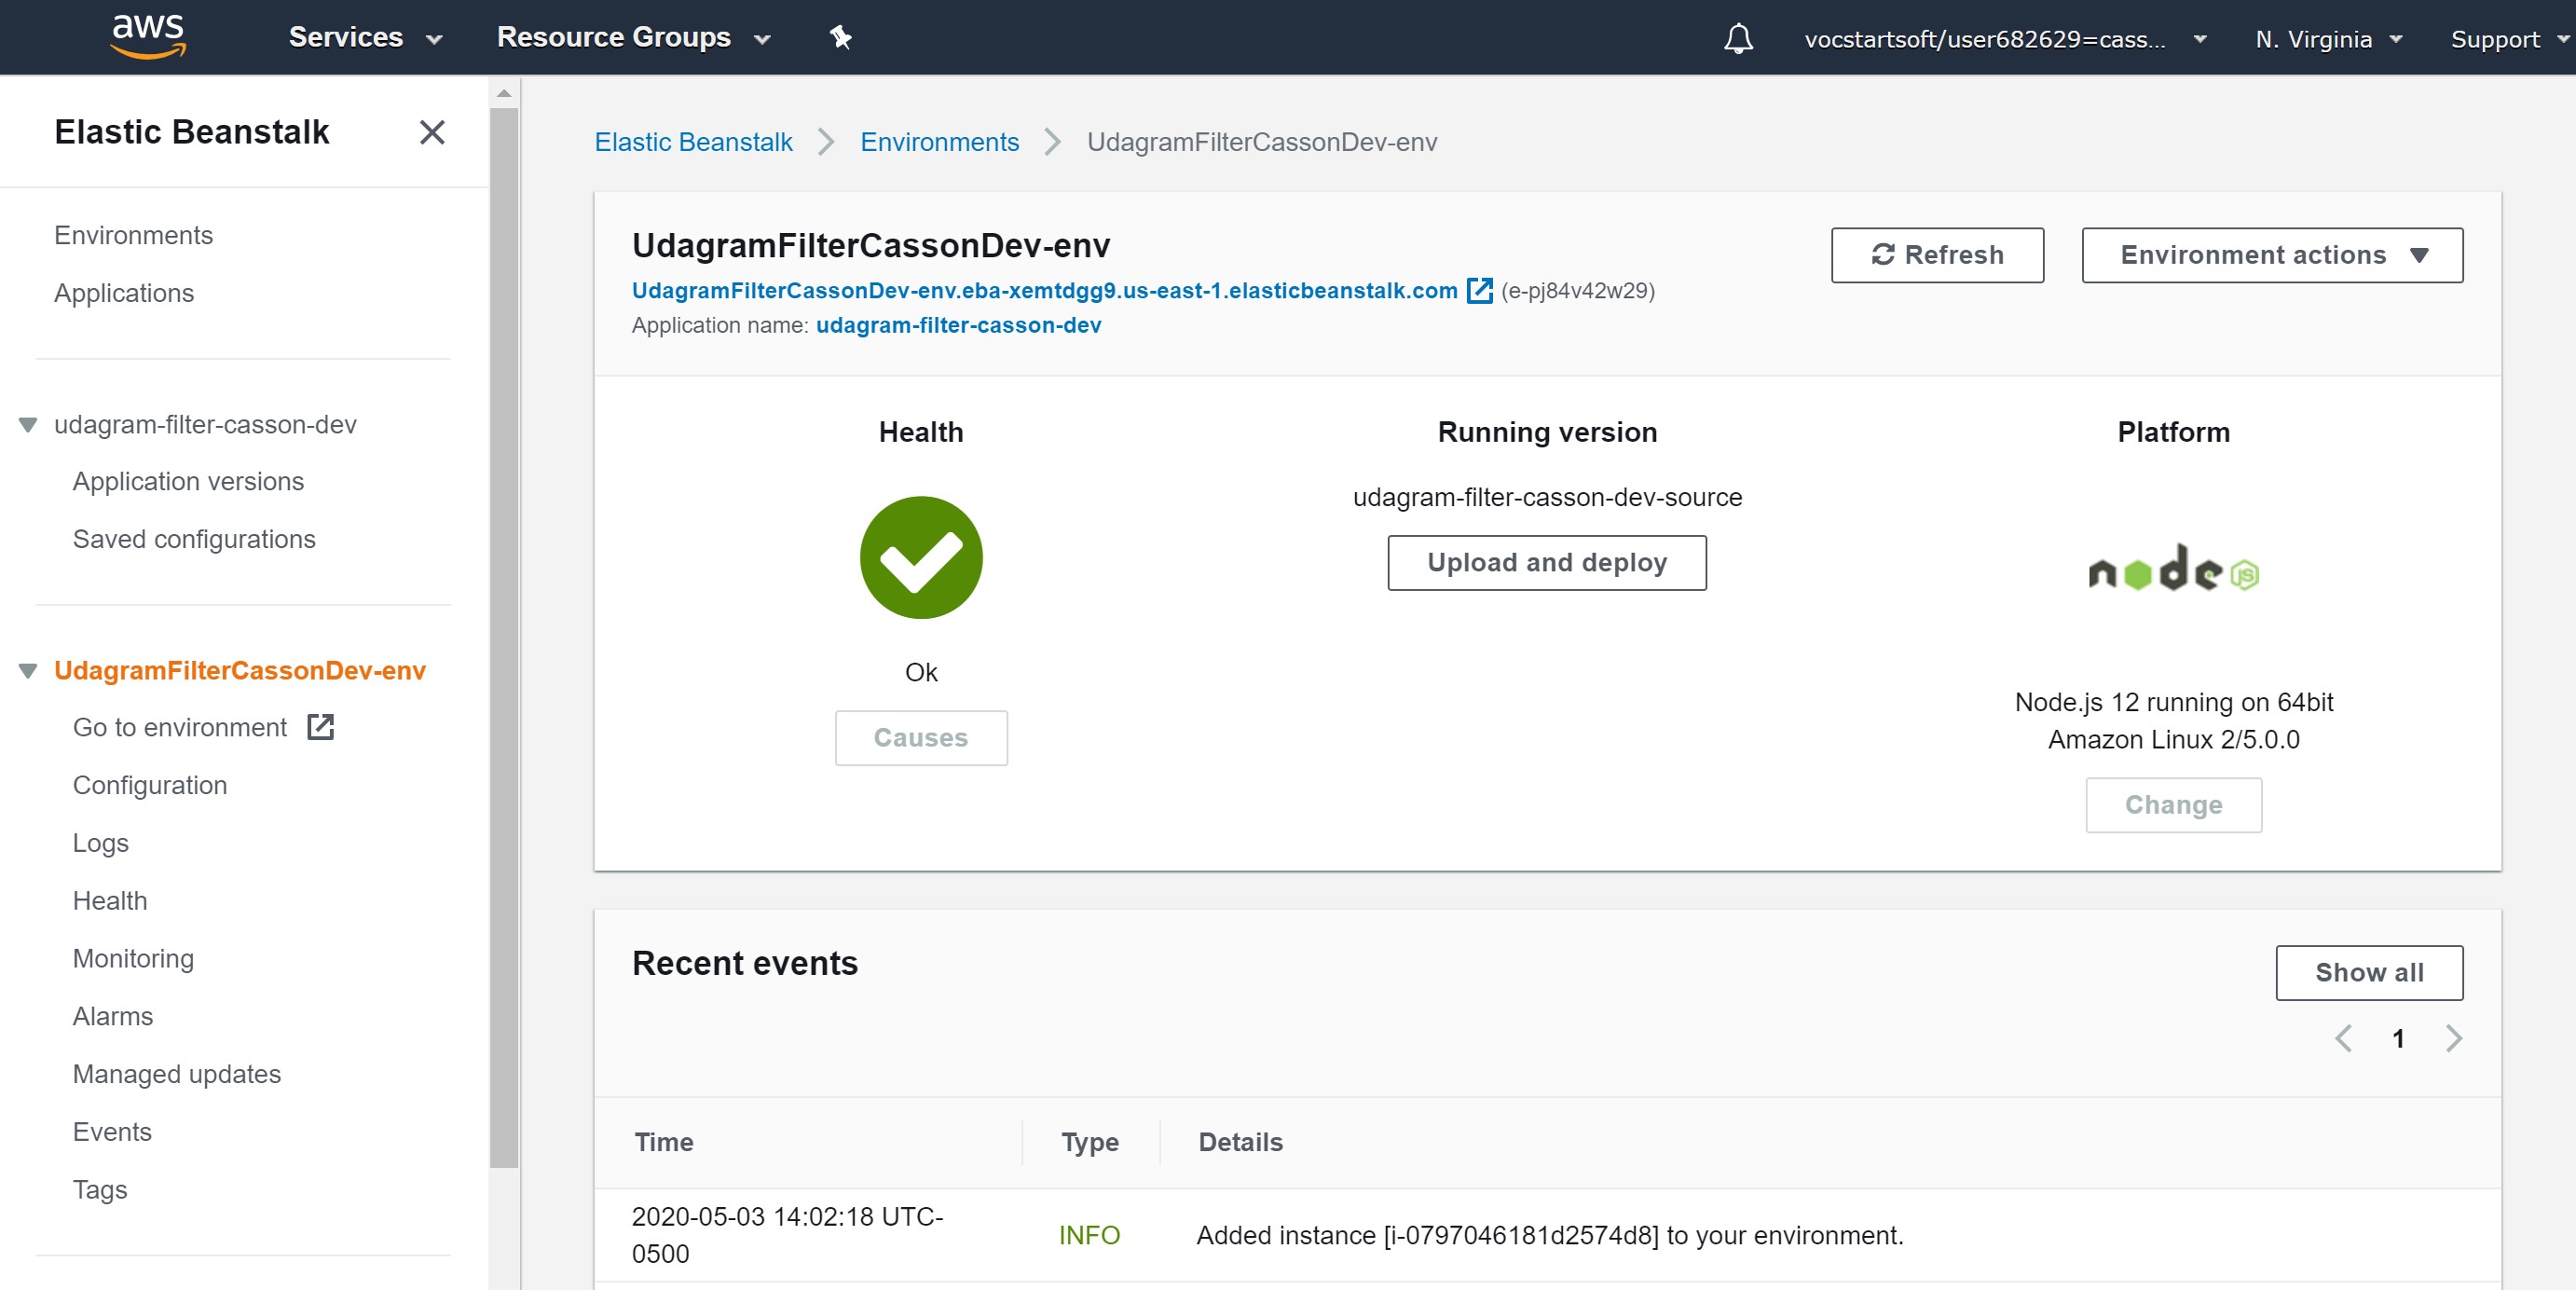 aws Services Resource Groups vocstartsoft/user682629=cass... N. Virginia Support
Elastic Beanstalk
Environments
Applications
udagram-filter-casson-dev
Application versions
Saved configurations
UdagramFilterCassonDev-env
Go to environment
Configuration
Logs
Health
Monitoring
Alarms
Managed updates
Events
Tags
Elastic Beanstalk Environments UdagramFilterCassonDev-env
UdagramFilterCassonDev-env
UdagramFilterCassonDev-env.eba-xemtdgg9.us-east-1.elasticbeanstalk.com (e-pj84v42w29)
Application name: udagram-filter-casson-dev
Refresh
Environment actions
Health
Ok
Causes
Running version
udagram-filter-casson-dev-source
Upload and deploy
Platform
node JS
Node.js 12 running on 64bit
Amazon Linux 2/5.0.0
Change
Recent events
Show all
1
Time Type Details
2020-05-03 14:02:18 UTC-
0500
INFO
Added instance [i-0797046181d2574d8] to your environment.